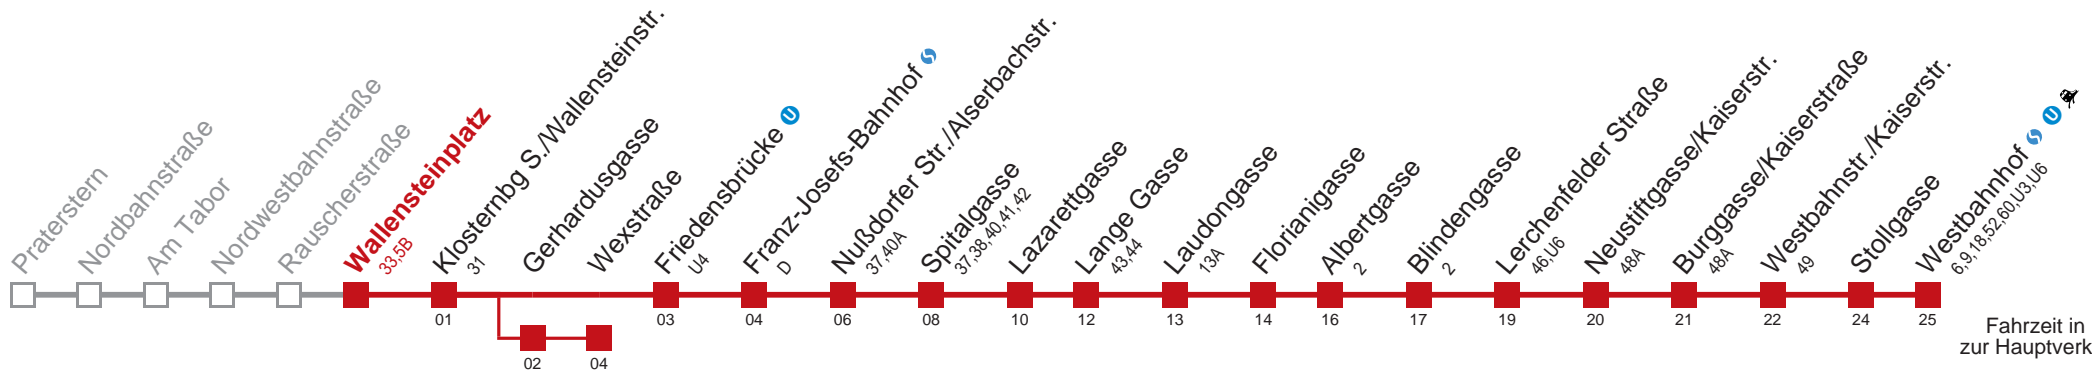 Praterstern
Nordbahnstraße
Am Tabor
Nordwestbahnstraße
Rauscherstraße
Wallensteinplatz
33,5B
Klosternbg S./Wallensteinstr.
31
Gerhardusgasse
Wexstraße
Friedensbrücke U
U4
Franz-Josefs-Bahnhof S
D
Nußdorfer Str./Alserbachstr.
37,40A
Spitalgasse
37,38,40,41,42
Lazarettgasse
Lange Gasse
43,44
Laudongasse
13A
Florianigasse
Albertgasse
2
Blindengasse
2
Lerchenfelder Straße
46,U6
Neustiftgasse/Kaiserstr.
48A
Burggasse/Kaiserstraße
48A
Westbahnstr./Kaiserstr.
49
Stollgasse
Westbahnhof S U
6,9,18,52,60,U3,U6
01 03 04 06 08 10 12 13 14 16 17 19 20 21 22 24 25
02 04
Fahrzeit in
zur Hauptverk